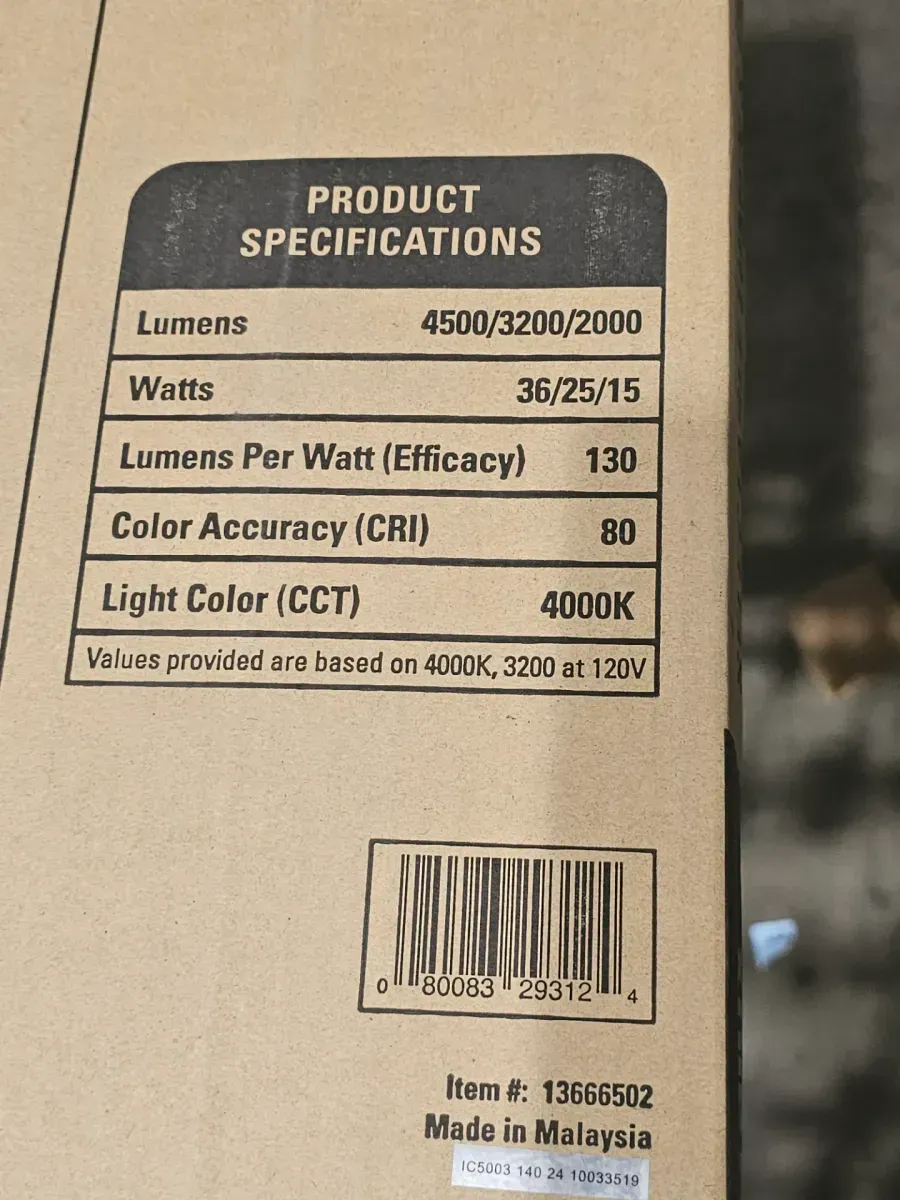 PRODUCT
SPECIFICATIONS
Lumens 4500/3200/2000
Watts 36/25/15
Lumens Per Watt (Efficacy) 130
Color Accuracy (CRI) 80
Light Color (CCT) 4000K
Values provided are based on 4000K, 3200 at 120V
0 80083 29312 4
Item #: 13666502
Made in Malaysia
IC5003 140 24 10033519